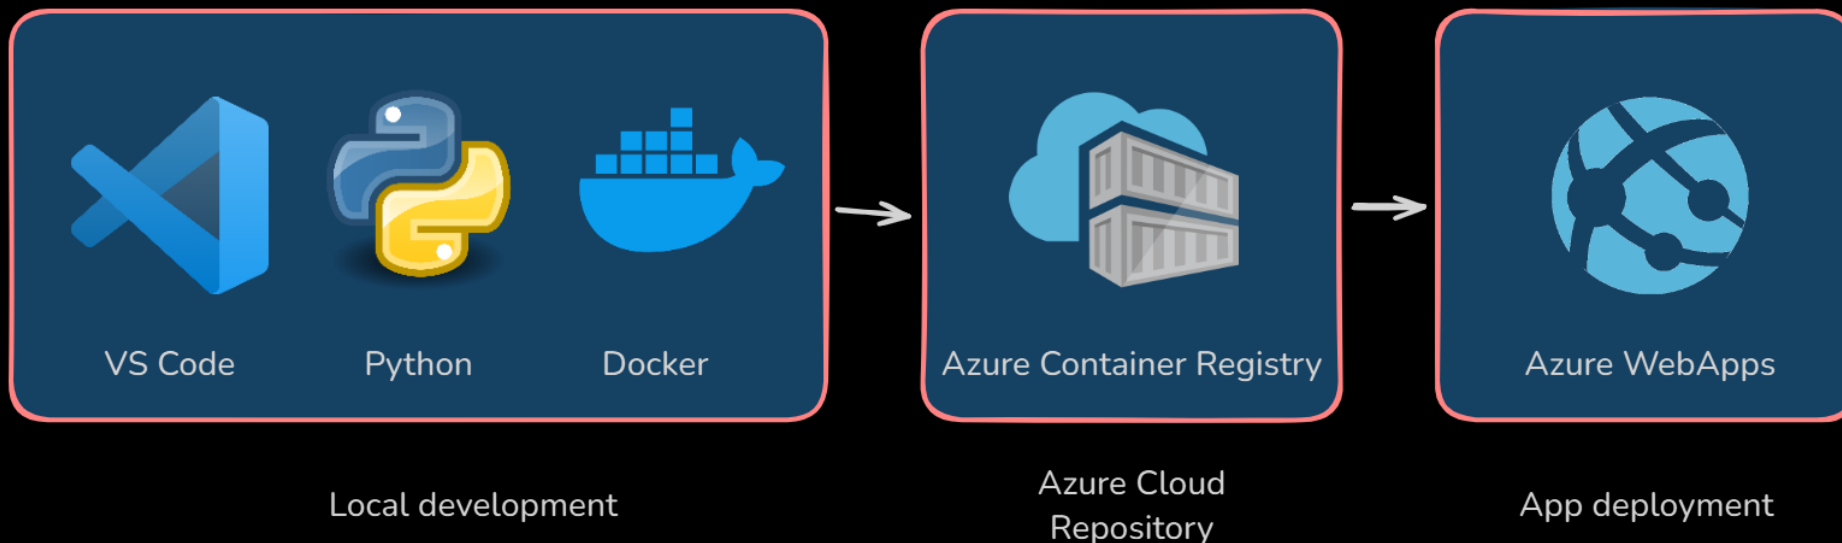 VS Code
Python
Docker
Azure Container Registry
Azure WebApps
Local development
Azure Cloud
Repository
App deployment